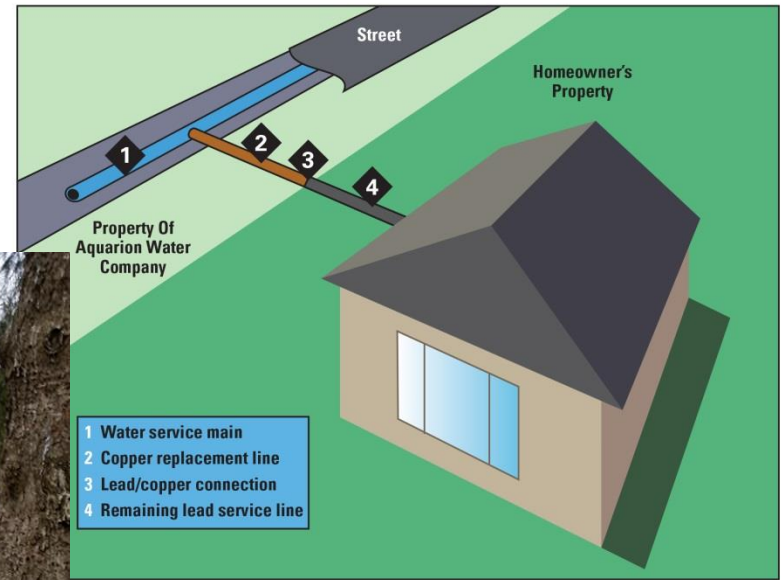 Street
Homeowner's
Property
1
2
3
4
Property Of
Aquarion Water
Company
1 Water service main
2 Copper replacement line
3 Lead/copper connection
4 Remaining lead service line